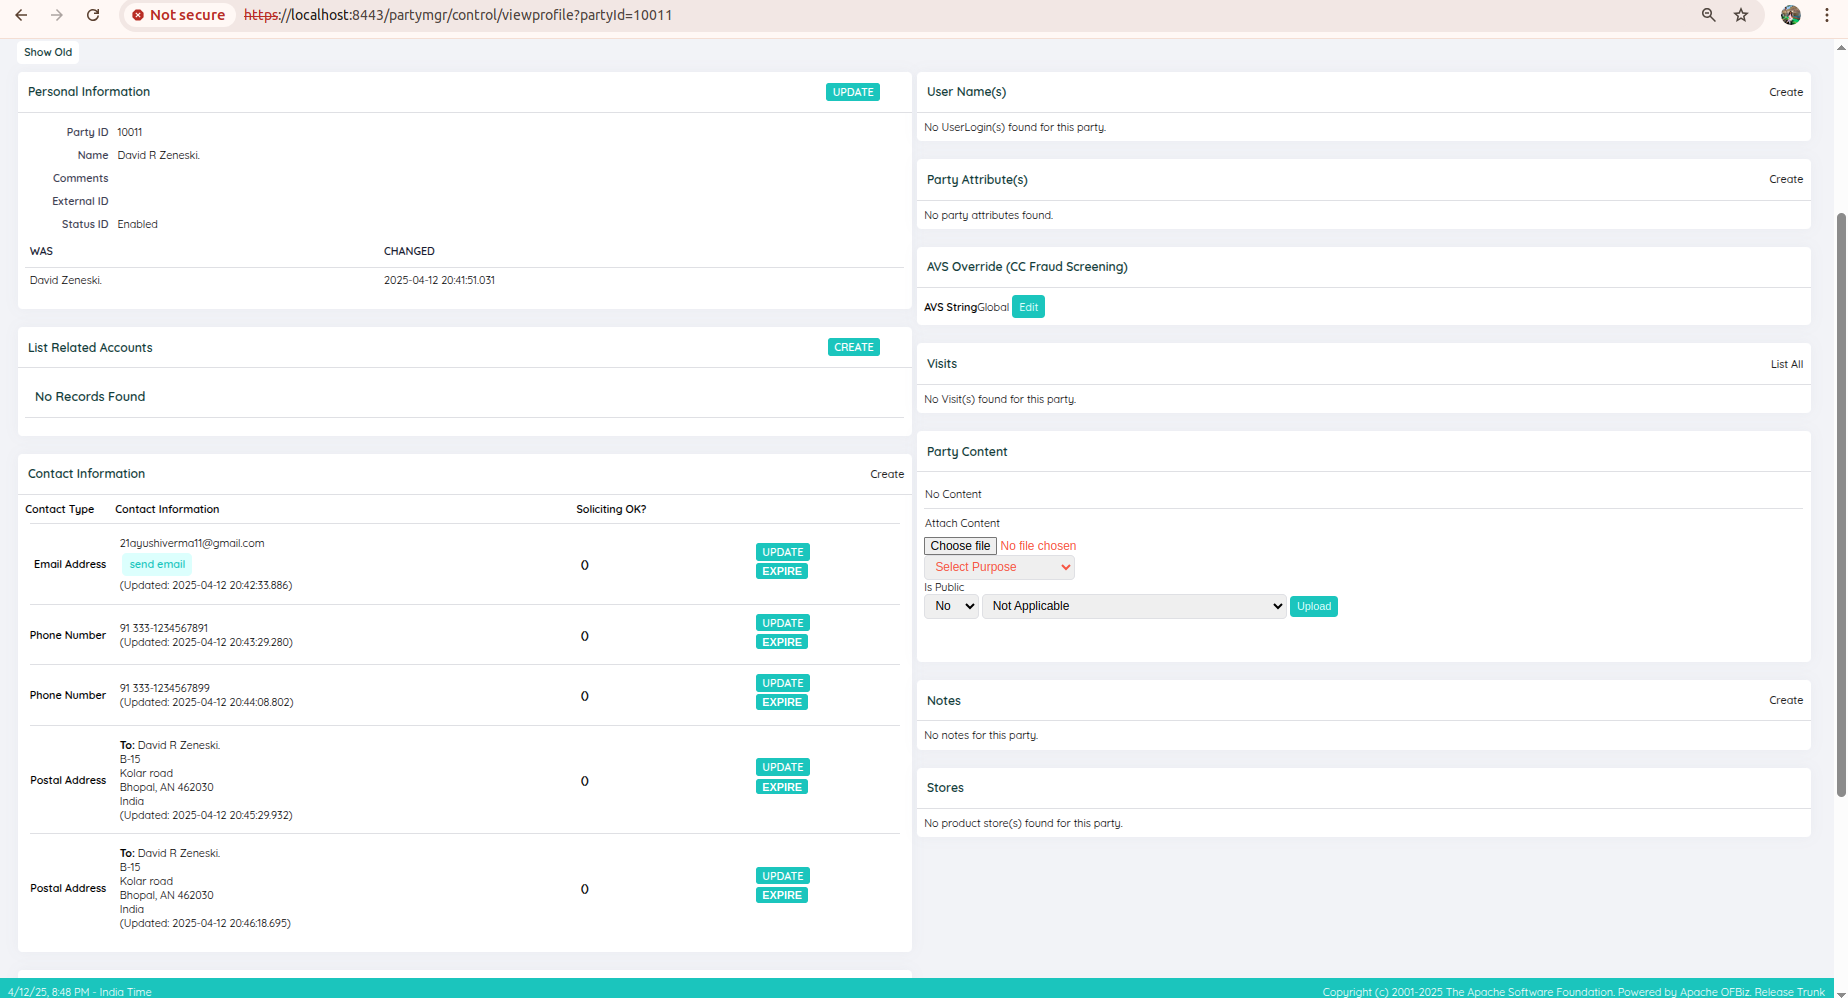 Not secure https://localhost:8443/partymgr/control/viewprofile?partyId=10011
Show Old
Personal Information UPDATE
Party ID 10011
Name David R Zeneski.
Comments
External ID
Status ID Enabled
WAS CHANGED
David Zeneski. 2025-04-12 20:41:51.031
List Related Accounts CREATE
No Records Found
Contact Information Create
Contact Type Contact Information Soliciting OK?
Email Address
21ayushiverma11@gmail.com
send email
(Updated: 2025-04-12 20:42:33.886)
0
UPDATE
EXPIRE
Phone Number
91 333-1234567891
(Updated: 2025-04-12 20:43:29.280)
0
UPDATE
EXPIRE
Phone Number
91 333-1234567899
(Updated: 2025-04-12 20:44:08.802)
0
UPDATE
EXPIRE
Postal Address
To: David R Zeneski.
B-15
Kolar road
Bhopal, AN 462030
India
(Updated: 2025-04-12 20:45:29.932)
0
UPDATE
EXPIRE
Postal Address
To: David R Zeneski.
B-15
Kolar road
Bhopal, AN 462030
India
(Updated: 2025-04-12 20:46:18.695)
0
UPDATE
EXPIRE
User Name(s) Create
No UserLogin(s) found for this party.
Party Attribute(s) Create
No party attributes found.
AVS Override (CC Fraud Screening)
AVS StringGlobal Edit
Visits List All
No Visit(s) found for this party.
Party Content
No Content
Attach Content
Choose file No file chosen
Select Purpose
Is Public
No Not Applicable Upload
Notes Create
No notes for this party.
Stores
No product store(s) found for this party.
4/12/25, 8:48 PM - India Time
Copyright (c) 2001-2025 The Apache Software Foundation. Powered by Apache OFBiz. Release Trunk